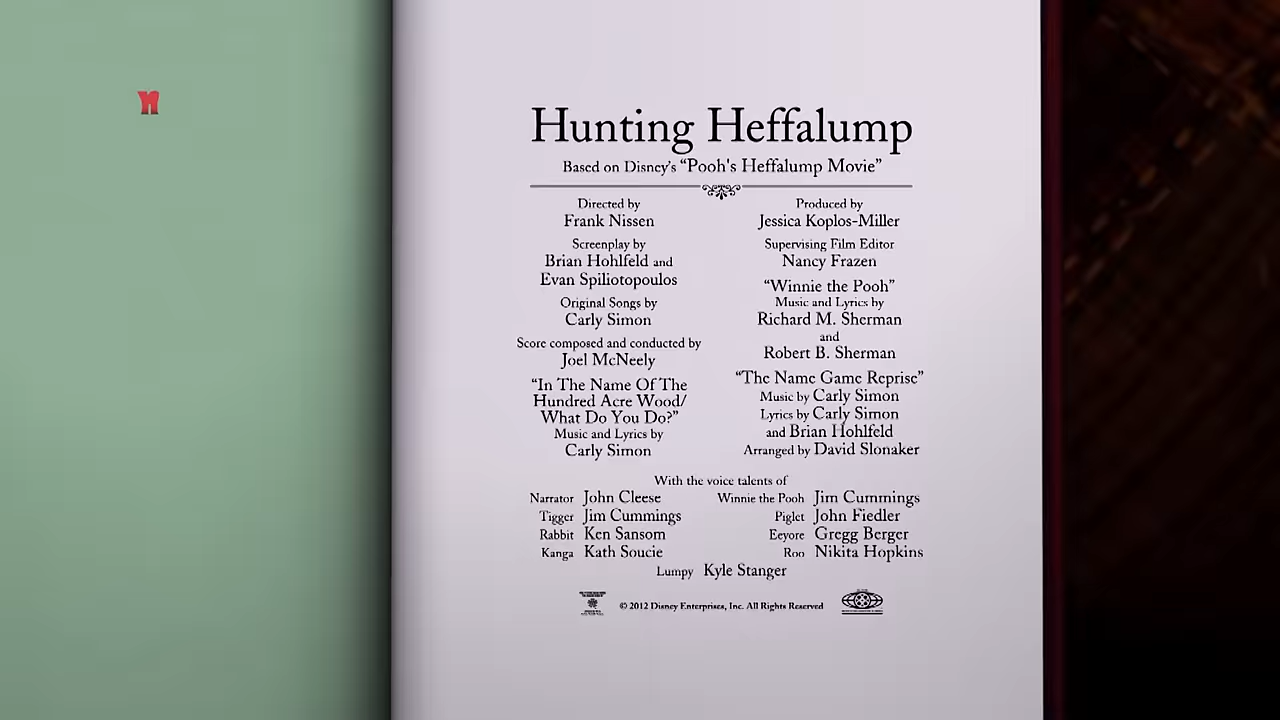 n
Hunting Heffalump
Based on Disney's "Pooh's Heffalump Movie"
Directed by
Frank Nissen
Screenplay by
Brian Hohlfeld and
Evan Spiliotopoulos
Original Songs by
Carly Simon
Score composed and conducted by
Joel McNeely
"In The Name Of The
Hundred Acre Wood/
What Do You Do?"
Music and Lyrics by
Carly Simon
Produced by
Jessica Koplos-Miller
Supervising Film Editor
Nancy Frazen
"Winnie the Pooh"
Music and Lyrics by
Richard M. Sherman
and
Robert B. Sherman
"The Name Game Reprise"
Music by Carly Simon
Lyrics by Carly Simon
and Brian Hohlfeld
Arranged by David Slonaker
With the voice talents of
Narrator John Cleese Winnie the Pooh Jim Cummings
Tigger Jim Cummings Piglet John Fiedler
Rabbit Ken Sansom Eeyore Gregg Berger
Kanga Kath Soucie Roo Nikita Hopkins
Lumpy Kyle Stanger
© 2012 Disney Enterprises, Inc. All Rights Reserved